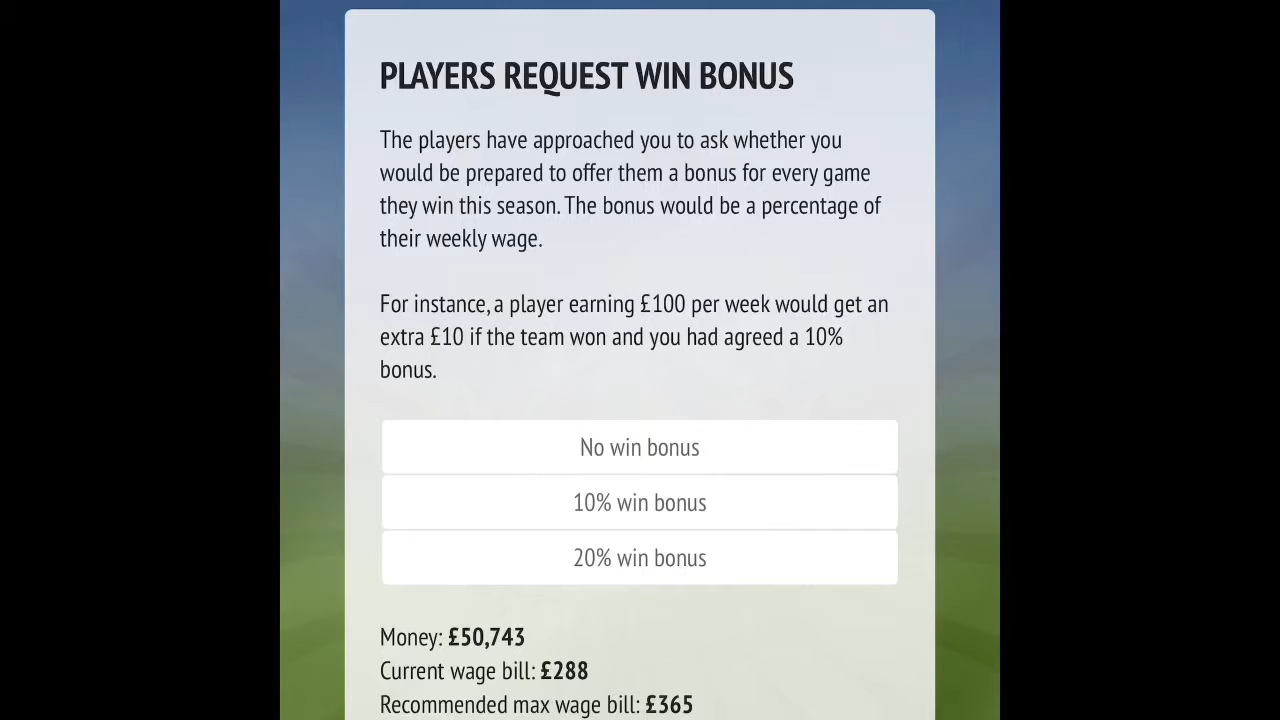 PLAYERS REQUEST WIN BONUS
The players have approached you to ask whether you
would be prepared to offer them a bonus for every game
they win this season. The bonus would be a percentage of
their weekly wage.
For instance, a player earning £100 per week would get an
extra £10 if the team won and you had agreed a 10%
bonus.
No win bonus
10% win bonus
20% win bonus
Money: £50,743
Current wage bill: £288
Recommended max wage bill: £365